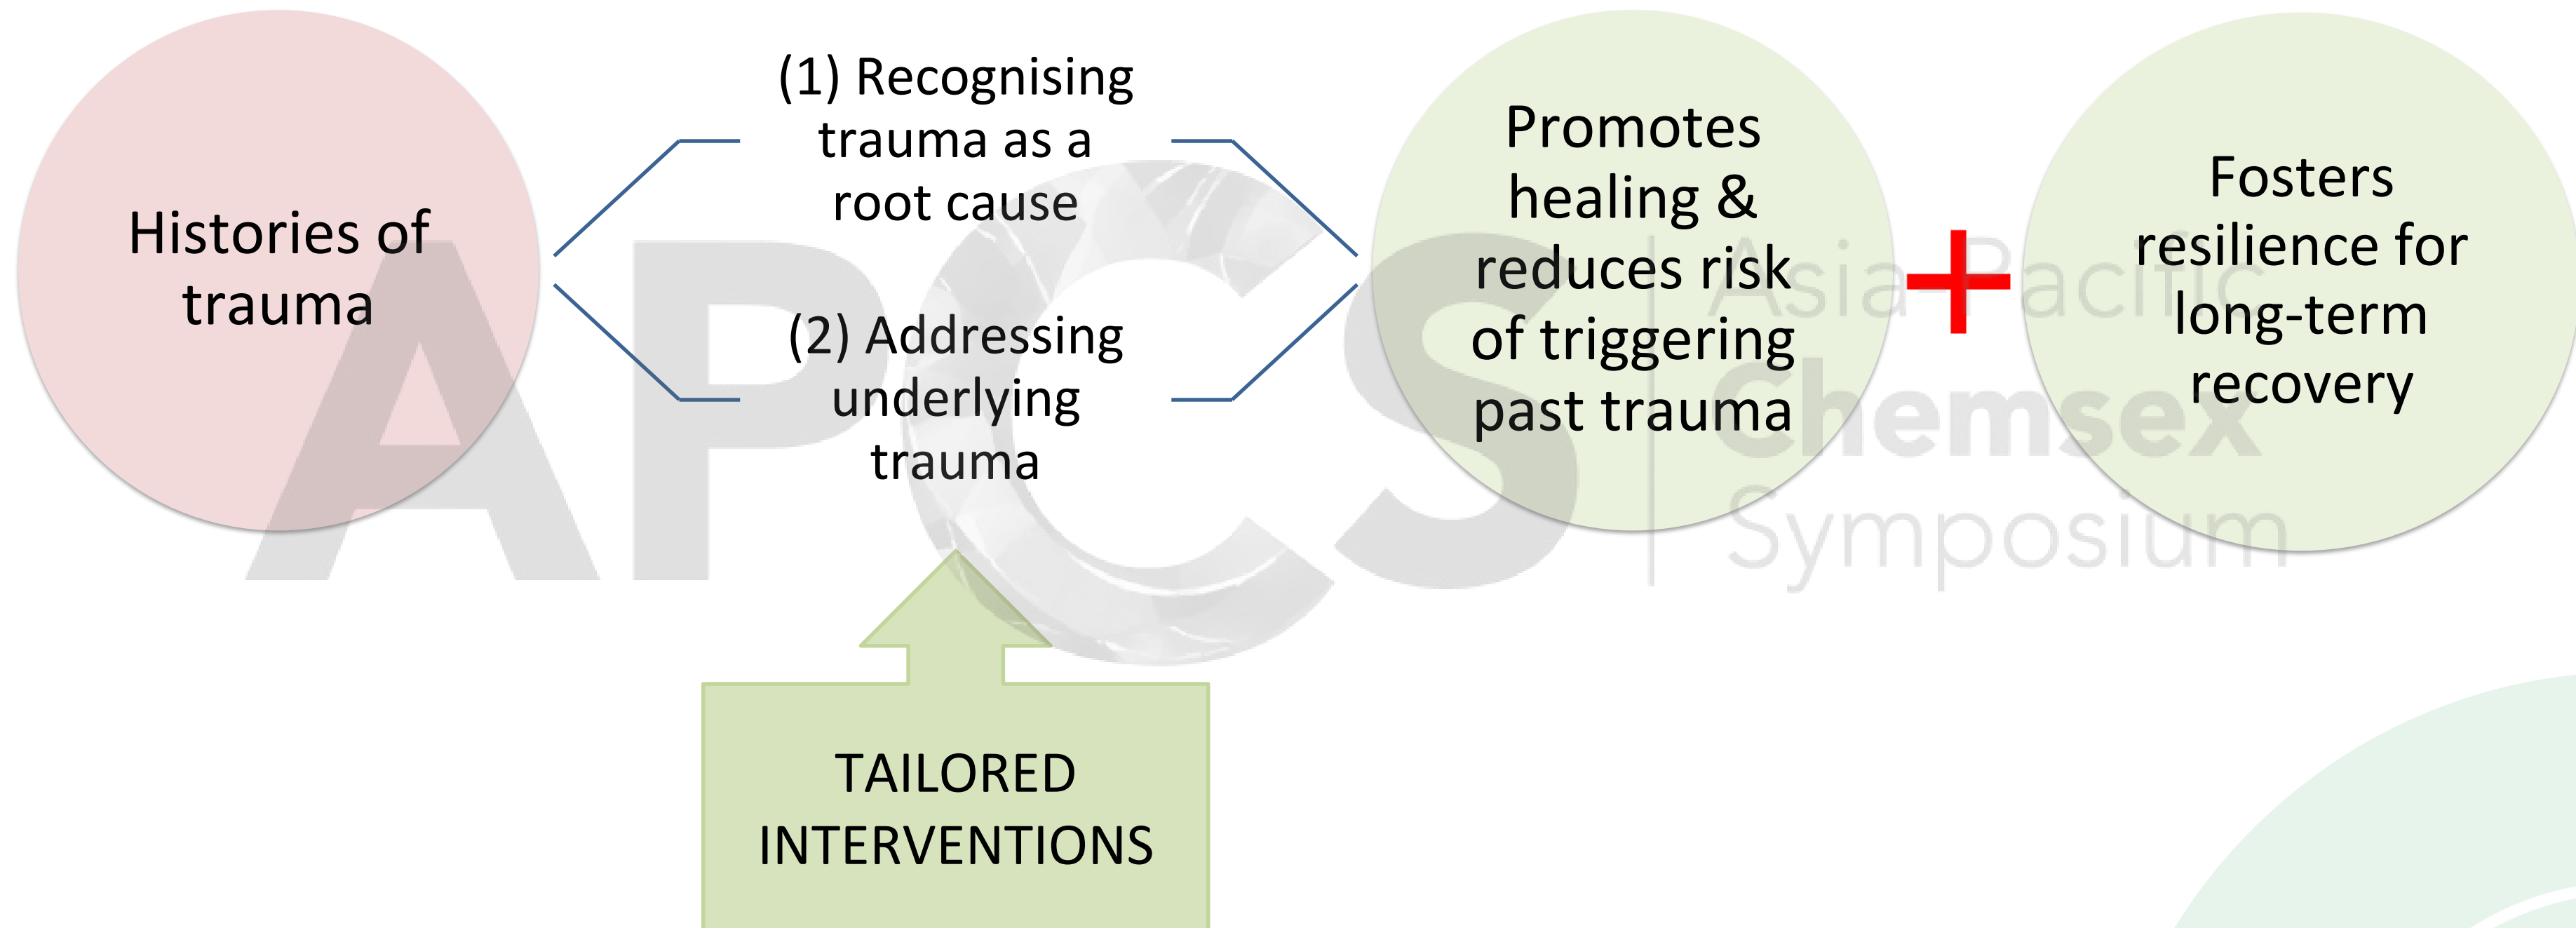 Histories of
trauma
(1) Recognising
trauma as a
root cause
(2) Addressing
underlying
trauma
TAILORED
INTERVENTIONS
Promotes
healing &
reduces risk
of triggering
past trauma
+
Fosters
resilience for
long-term
recovery
APCS
Asia-Pacific
Chemsex
Symposium